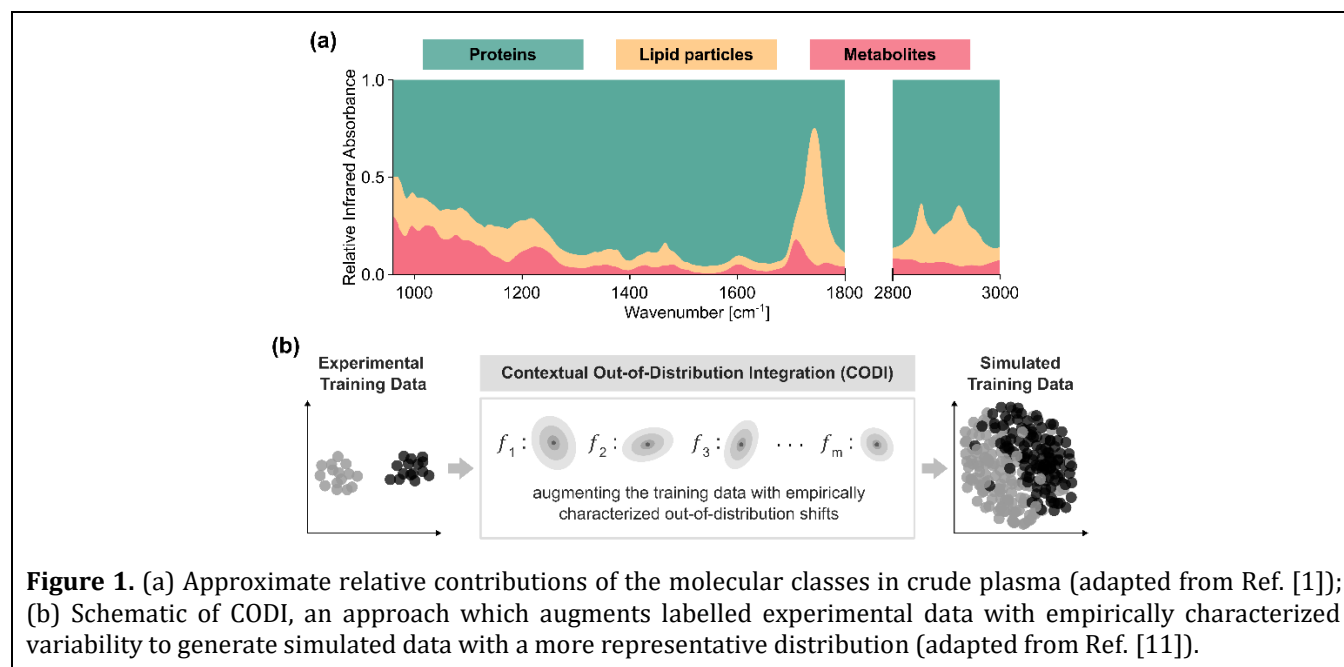 (a)
Proteins Lipid particles Metabolites
Relative Infrared Absorbance
1.0
0.5
0.0
1000 1200 1400 1600 1800 2800 3000
Wavenumber [cm⁻¹]
(b)
Experimental
Training Data
Contextual Out-of-Distribution Integration (CODI)
f₁: f₂: f₃: · · · fₘ:
augmenting the training data with empirically
characterized out-of-distribution shifts
Simulated
Training Data
Figure 1. (a) Approximate relative contributions of the molecular classes in crude plasma (adapted from Ref. [1]);
(b) Schematic of CODI, an approach which augments labelled experimental data with empirically characterized
variability to generate simulated data with a more representative distribution (adapted from Ref. [11]).